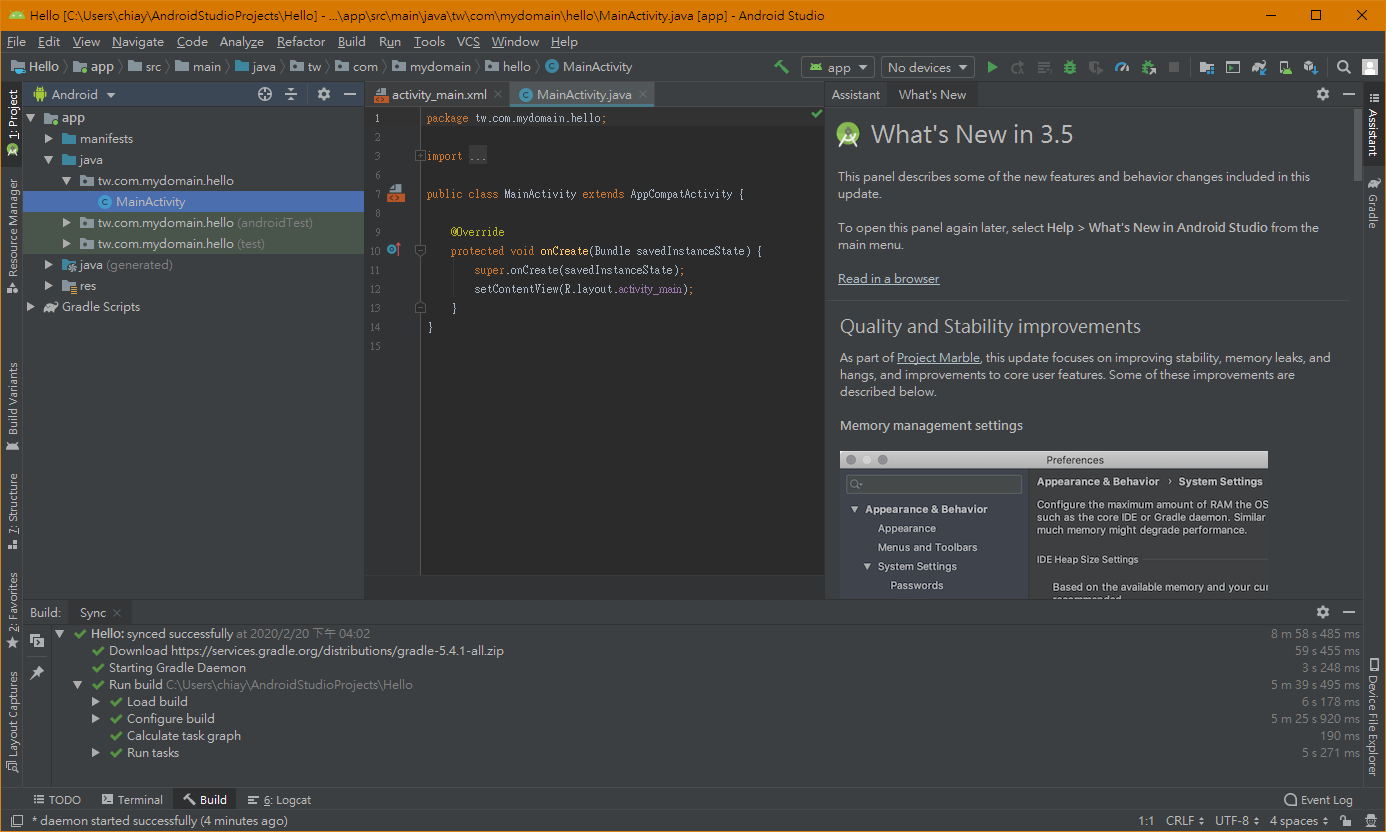 Hello [C:\Users\chiay\AndroidStudioProjects\Hello] - ...\app\src\main\java\tw\com\mydomain\hello\MainActivity.java [app] - Android Studio
File Edit View Navigate Code Analyze Refactor Build Run Tools VCS Window Help
Hello app src main java tw com mydomain hello MainActivity app No devices
1: Project
Resource Manager
Build Variants
7: Structure
2: Favorites
Layout Captures
Android
app
manifests
java
tw.com.mydomain.hello
MainActivity
tw.com.mydomain.hello (androidTest)
tw.com.mydomain.hello (test)
java (generated)
res
Gradle Scripts
activity_main.xml MainActivity.java
1 package tw.com.mydomain.hello;
2
3 import ...
6
7 public class MainActivity extends AppCompatActivity {
8
9 @Override
10 protected void onCreate(Bundle savedInstanceState) {
11 super.onCreate(savedInstanceState);
12 setContentView(R.layout.activity_main);
13 }
14 }
15
Assistant What's New
What's New in 3.5
This panel describes some of the new features and behavior changes included in this
update.
To open this panel again later, select Help > What's New in Android Studio from the
main menu.
Read in a browser
Quality and Stability improvements
As part of Project Marble, this update focuses on improving stability, memory leaks, and
hangs, and improvements to core user features. Some of these improvements are
described below.
Memory management settings
Preferences
Appearance & Behavior
Appearance
Menus and Toolbars
System Settings
Passwords
Appearance & Behavior › System Settings
Configure the maximum amount of RAM the OS
such as the core IDE or Gradle daemon. Similar
much memory might degrade performance.
IDE Heap Size Settings
Based on the available memory and your cur
recommended
Assistant
Gradle
Device File Explorer
Build: Sync
Hello: synced successfully at 2020/2/20 下午 04:02 8 m 58 s 485 ms
Download https://services.gradle.org/distributions/gradle-5.4.1-all.zip 59 s 455 ms
Starting Gradle Daemon 3 s 248 ms
Run build C:\Users\chiay\AndroidStudioProjects\Hello 5 m 39 s 495 ms
Load build 6 s 178 ms
Configure build 5 m 25 s 920 ms
Calculate task graph 190 ms
Run tasks 5 s 271 ms
TODO Terminal Build 6: Logcat Event Log
* daemon started successfully (4 minutes ago) 1:1 CRLF UTF-8 4 spaces